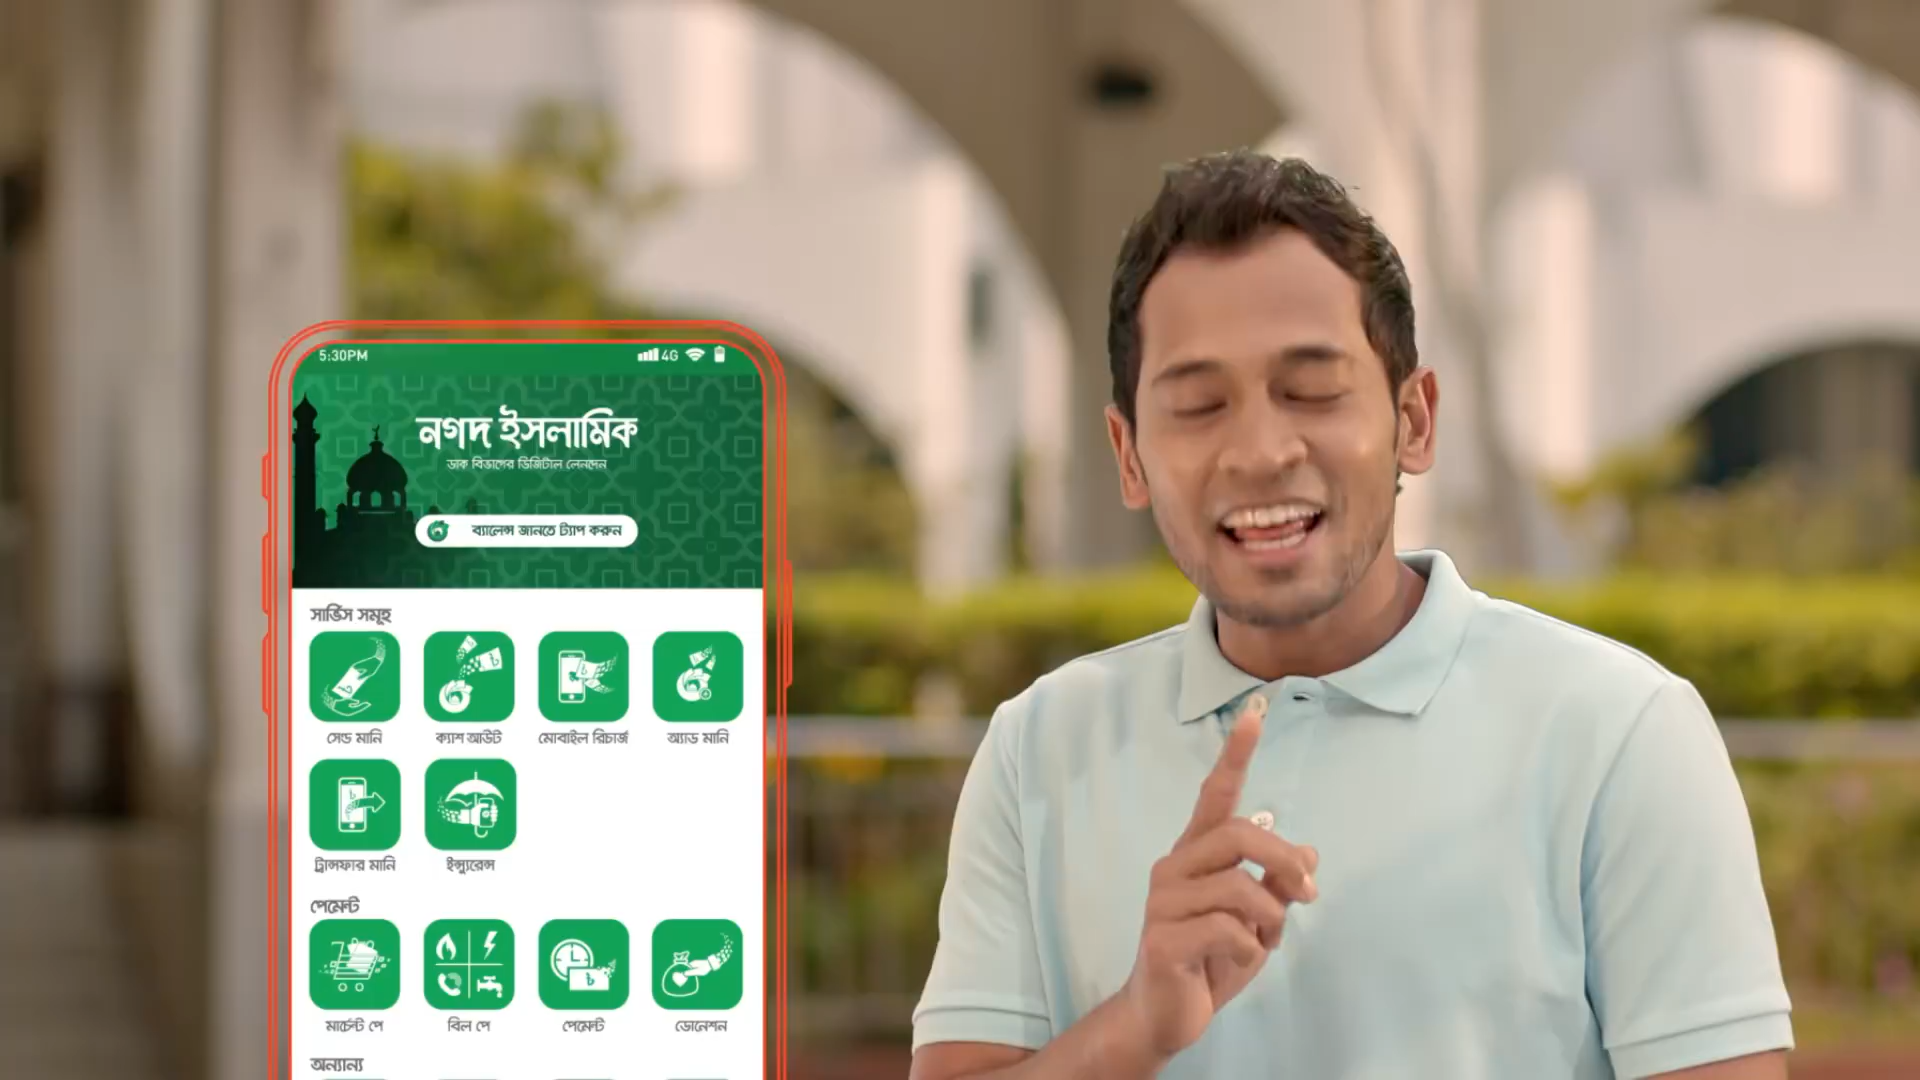 5:30PM 4G
নগদ ইসলামিক
ডাক বিভাগের ডিজিটাল লেনদেন
ব্যালেন্স জানতে ট্যাপ করুন
সার্ভিস সমূহ
সেন্ড মানি ক্যাশ আউট মোবাইল রিচার্জ অ্যাড মানি
ট্রান্সফার মানি ইন্স্যুরেন্স
পেমেন্ট
মার্চেন্ট পে বিল পে পেমেন্ট ডোনেশন
অন্যান্য